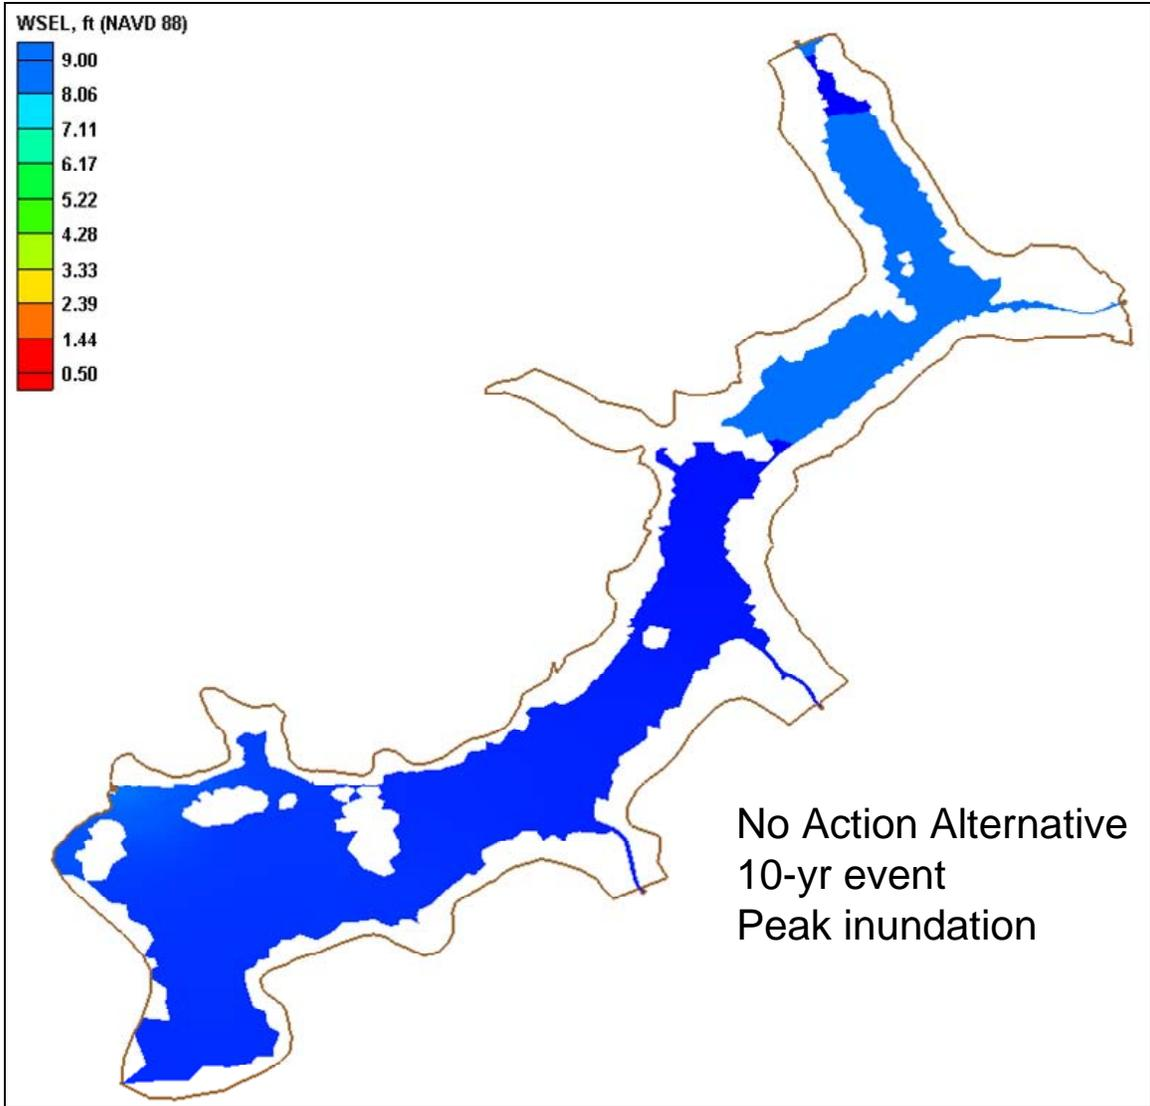 WSEL, ft (NAVD 88)
9.00
8.06
7.11
6.17
5.22
4.28
3.33
2.39
1.44
0.50
No Action Alternative
10-yr event
Peak inundation